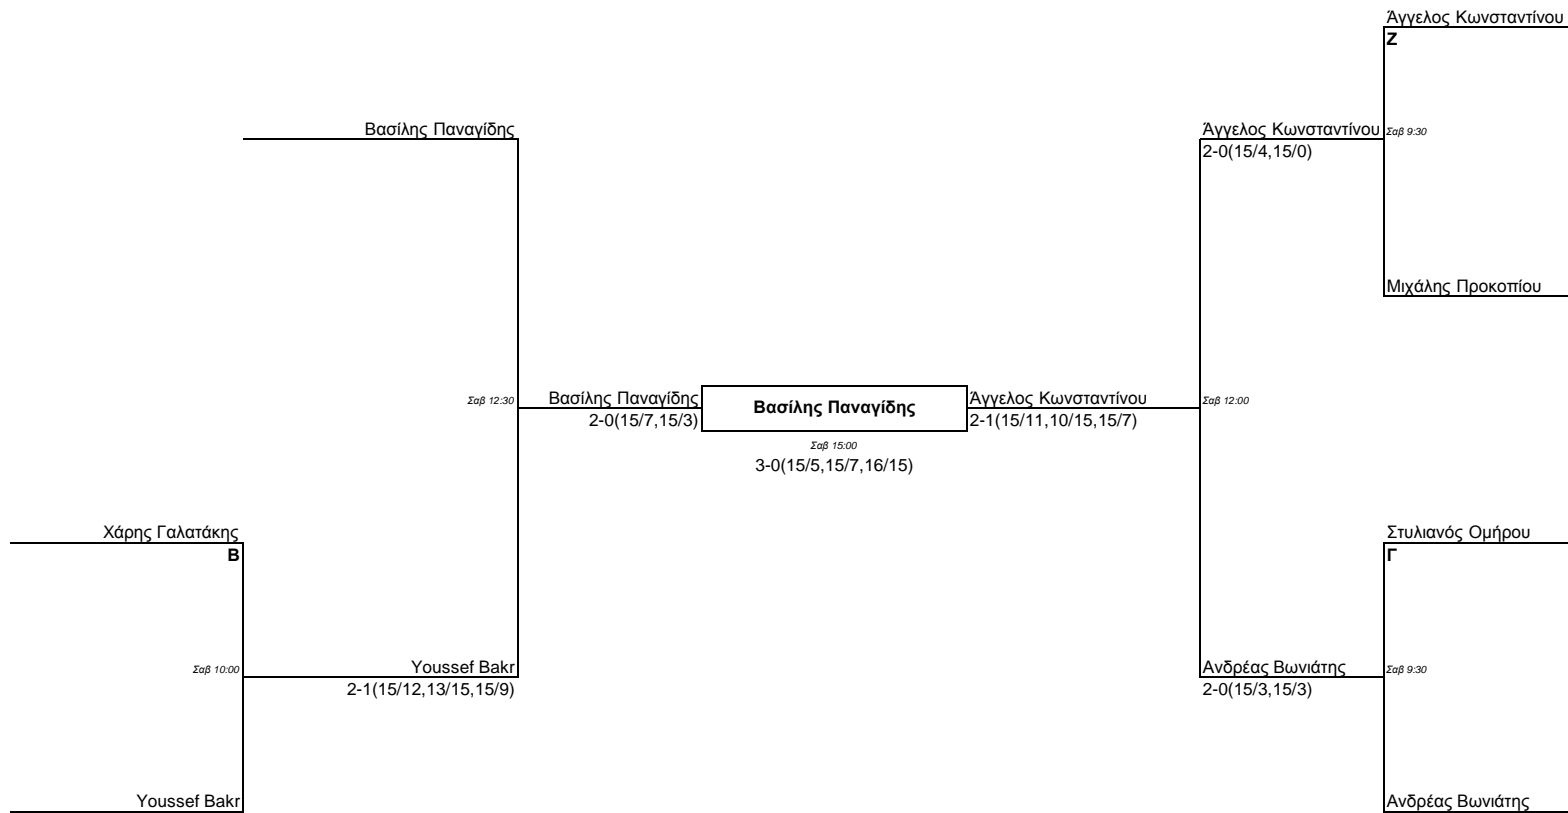 Άγγελος Κωνσταντίνου
Ζ
Βασίλης Παναγίδης
Άγγελος Κωνσταντίνου
Σαβ 9:30
2-0(15/4,15/0)
Μιχάλης Προκοπίου
Σαβ 12:30
Βασίλης Παναγίδης
2-0(15/7,15/3)
Βασίλης Παναγίδης
Άγγελος Κωνσταντίνου
2-1(15/11,10/15,15/7)
Σαβ 12:00
Σαβ 15:00
3-0(15/5,15/7,16/15)
Χάρης Γαλατάκης
Β
Στυλιανός Ομήρου
Γ
Σαβ 10:00
Youssef Bakr
2-1(15/12,13/15,15/9)
Ανδρέας Βωνιάτης
2-0(15/3,15/3)
Σαβ 9:30
Youssef Bakr
Ανδρέας Βωνιάτης